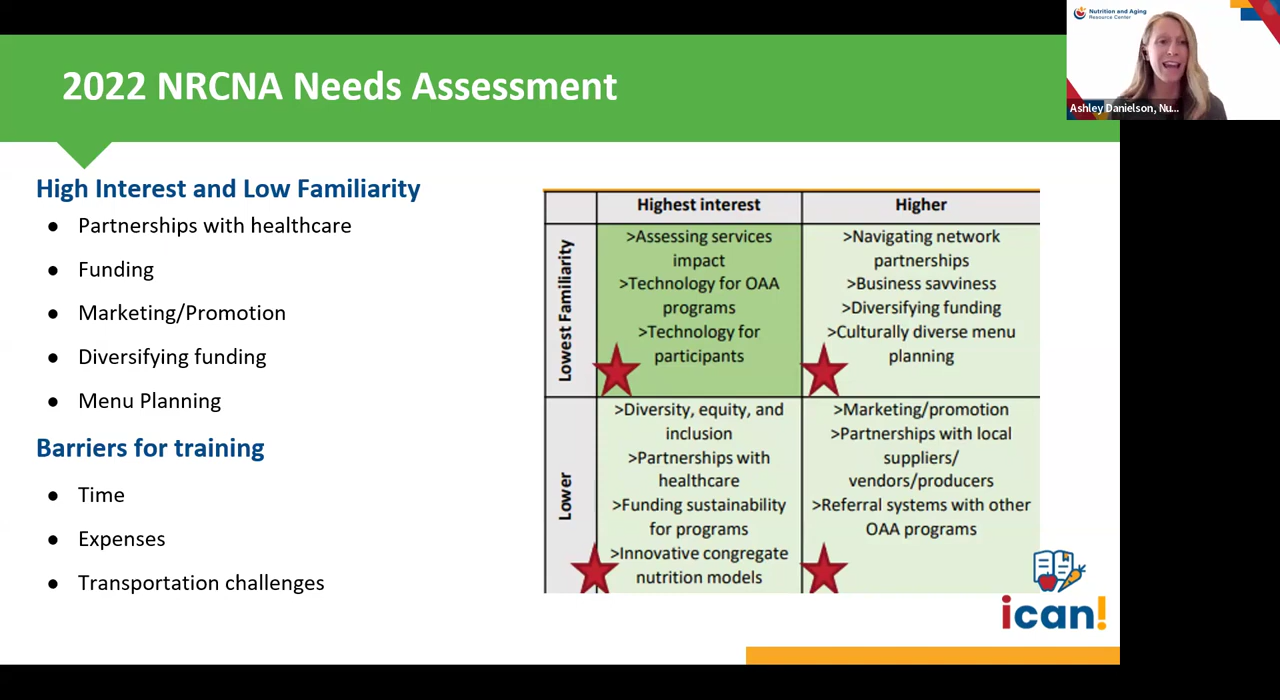 Nutrition and Aging
Resource Center
Ashley Danielson, Nu...
2022 NRCNA Needs Assessment
High Interest and Low Familiarity
● Partnerships with healthcare
● Funding
● Marketing/Promotion
● Diversifying funding
● Menu Planning
Barriers for training
● Time
● Expenses
● Transportation challenges
Highest interest
Higher
Lowest Familiarity
>Assessing services
impact
>Technology for OAA
programs
>Technology for
participants
>Navigating network
partnerships
>Business savviness
>Diversifying funding
>Culturally diverse menu
planning
Lower
>Diversity, equity, and
inclusion
>Partnerships with
healthcare
>Funding sustainability
for programs
>Innovative congregate
nutrition models
>Marketing/promotion
>Partnerships with local
suppliers/
vendors/producers
>Referral systems with other
OAA programs
ican!